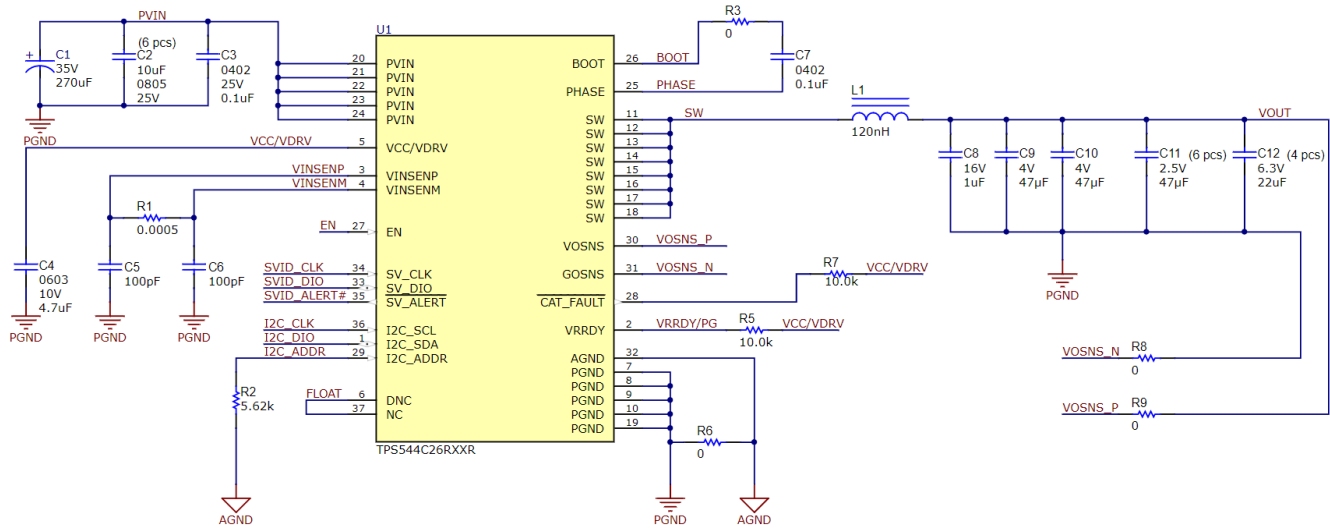 PVIN
+
C1
35V
270uF
(6 pcs)
C2
10uF
0805
25V
C3
0402
25V
0.1uF
PGND
U1
20 PVIN
21 PVIN
22 PVIN
23 PVIN
24 PVIN
VCC/VDRV 5 VCC/VDRV
VINSENP 3 VINSENP
VINSENM 4 VINSENM
R1
0.0005
EN 27 EN
C4
0603
10V
4.7uF
PGND
C5
100pF
PGND
C6
100pF
PGND
SVID_CLK 34 SV_CLK
SVID_DIO 33 SV_DIO
SVID_ALERT# 35 SV_ALERT
I2C_CLK 36 I2C_SCL
I2C_DIO 1 I2C_SDA
I2C_ADDR 29 I2C_ADDR
R2
5.62k
AGND
FLOAT 6 DNC
37 NC
TPS544C26RXXR
BOOT 26 BOOT
R3
0
C7
0402
0.1uF
PHASE 25 PHASE
SW 11 SW
SW 12
SW 13
SW 14
SW 15
SW 16
SW 17
SW 18
L1
120nH
VOUT
C8
16V
1uF
C9
4V
47µF
C10
4V
47µF
C11 (6 pcs)
2.5V
47µF
C12 (4 pcs)
6.3V
22uF
PGND
VOSNS 30 VOSNS_P
GOSNS 31 VOSNS_N
CAT_FAULT 28
R7
10.0k
VCC/VDRV
VRRDY 2 VRRDY/PG
R5
10.0k
VCC/VDRV
AGND 32
PGND 7
PGND 8
PGND 9
PGND 10
PGND 19
R6
0
PGND
AGND
VOSNS_N
R8
0
VOSNS_P
R9
0